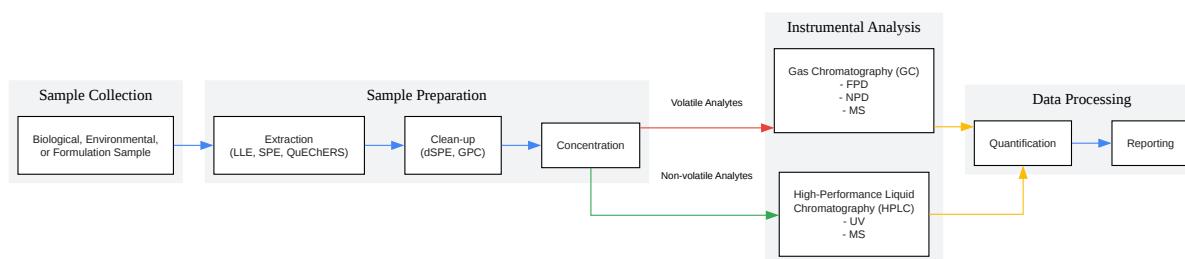 Sample Collection
Biological, Environmental,
or Formulation Sample
Sample Preparation
Extraction
(LLE, SPE, QuEChERS)
Clean-up
(dSPE, GPC)
Concentration
Volatile Analytes
Non-volatile Analytes
Instrumental Analysis
Gas Chromatography (GC)
- FPD
- NPD
- MS
High-Performance Liquid
Chromatography (HPLC)
- UV
- MS
Data Processing
Quantification
Reporting